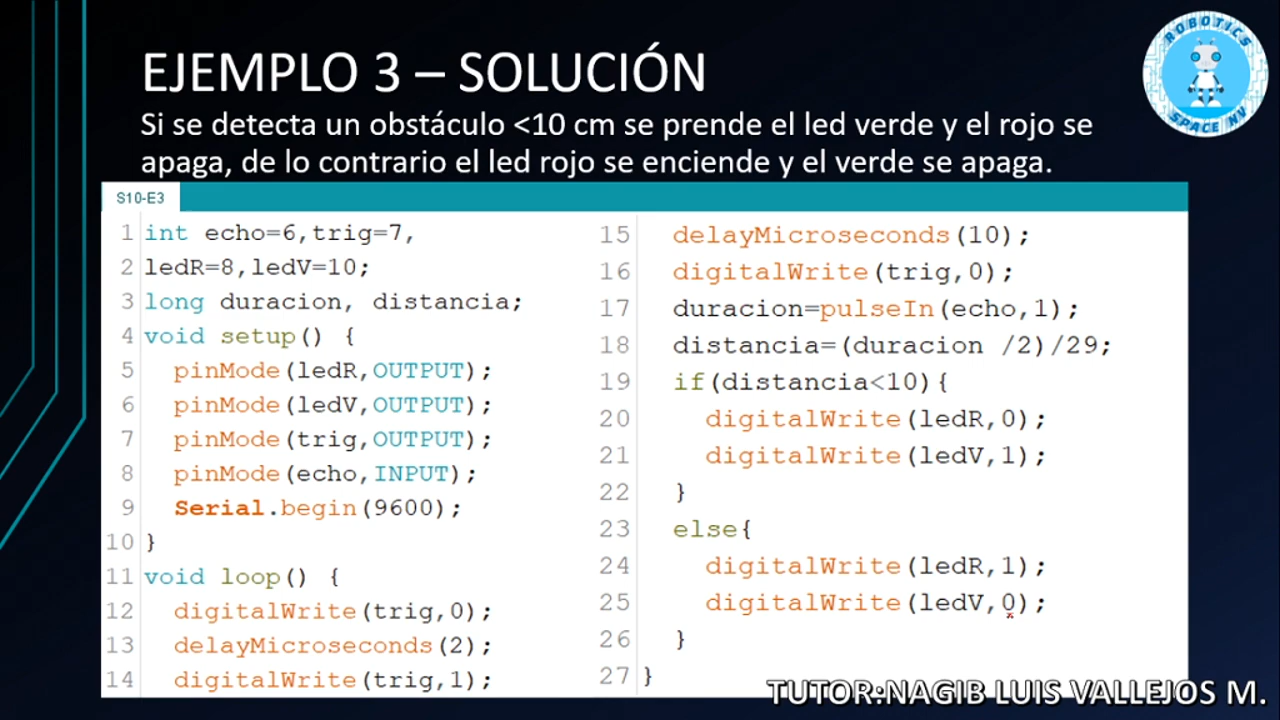 EJEMPLO 3 – SOLUCIÓN
Si se detecta un obstáculo <10 cm se prende el led verde y el rojo se
apaga, de lo contrario el led rojo se enciende y el verde se apaga.
ROBOTICS
SPACE NV
S10-E3
1 int echo=6,trig=7,
2 ledR=8,ledV=10;
3 long duracion, distancia;
4 void setup() {
5 pinMode(ledR,OUTPUT);
6 pinMode(ledV,OUTPUT);
7 pinMode(trig,OUTPUT);
8 pinMode(echo,INPUT);
9 Serial.begin(9600);
10 }
11 void loop() {
12 digitalWrite(trig,0);
13 delayMicroseconds(2);
14 digitalWrite(trig,1);
15 delayMicroseconds(10);
16 digitalWrite(trig,0);
17 duracion=pulseIn(echo,1);
18 distancia=(duracion /2)/29;
19 if(distancia<10){
20 digitalWrite(ledR,0);
21 digitalWrite(ledV,1);
22 }
23 else{
24 digitalWrite(ledR,1);
25 digitalWrite(ledV,0);
26 }
27 }
TUTOR:NAGIB LUIS VALLEJOS M.